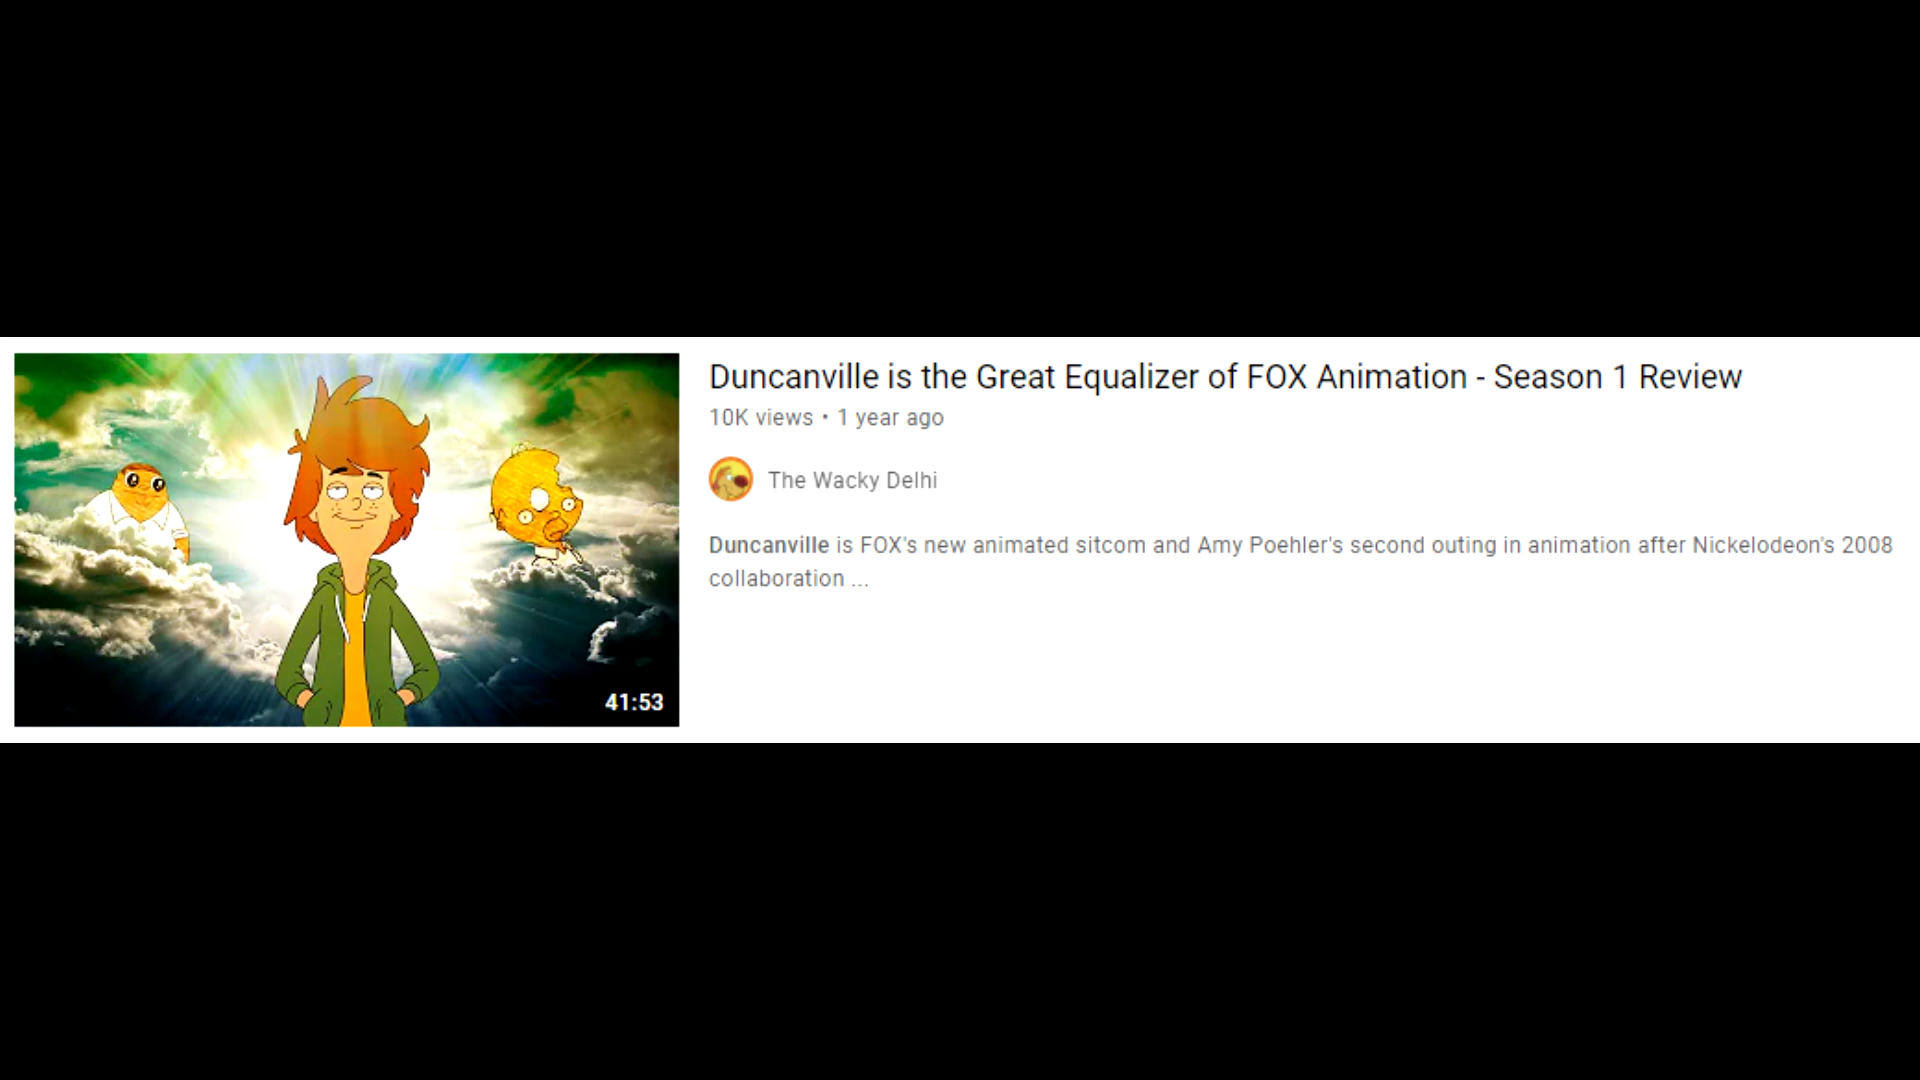 Duncanville is the Great Equalizer of FOX Animation - Season 1 Review
10K views • 1 year ago
The Wacky Delhi
Duncanville is FOX's new animated sitcom and Amy Poehler's second outing in animation after Nickelodeon's 2008
collaboration ...
41:53